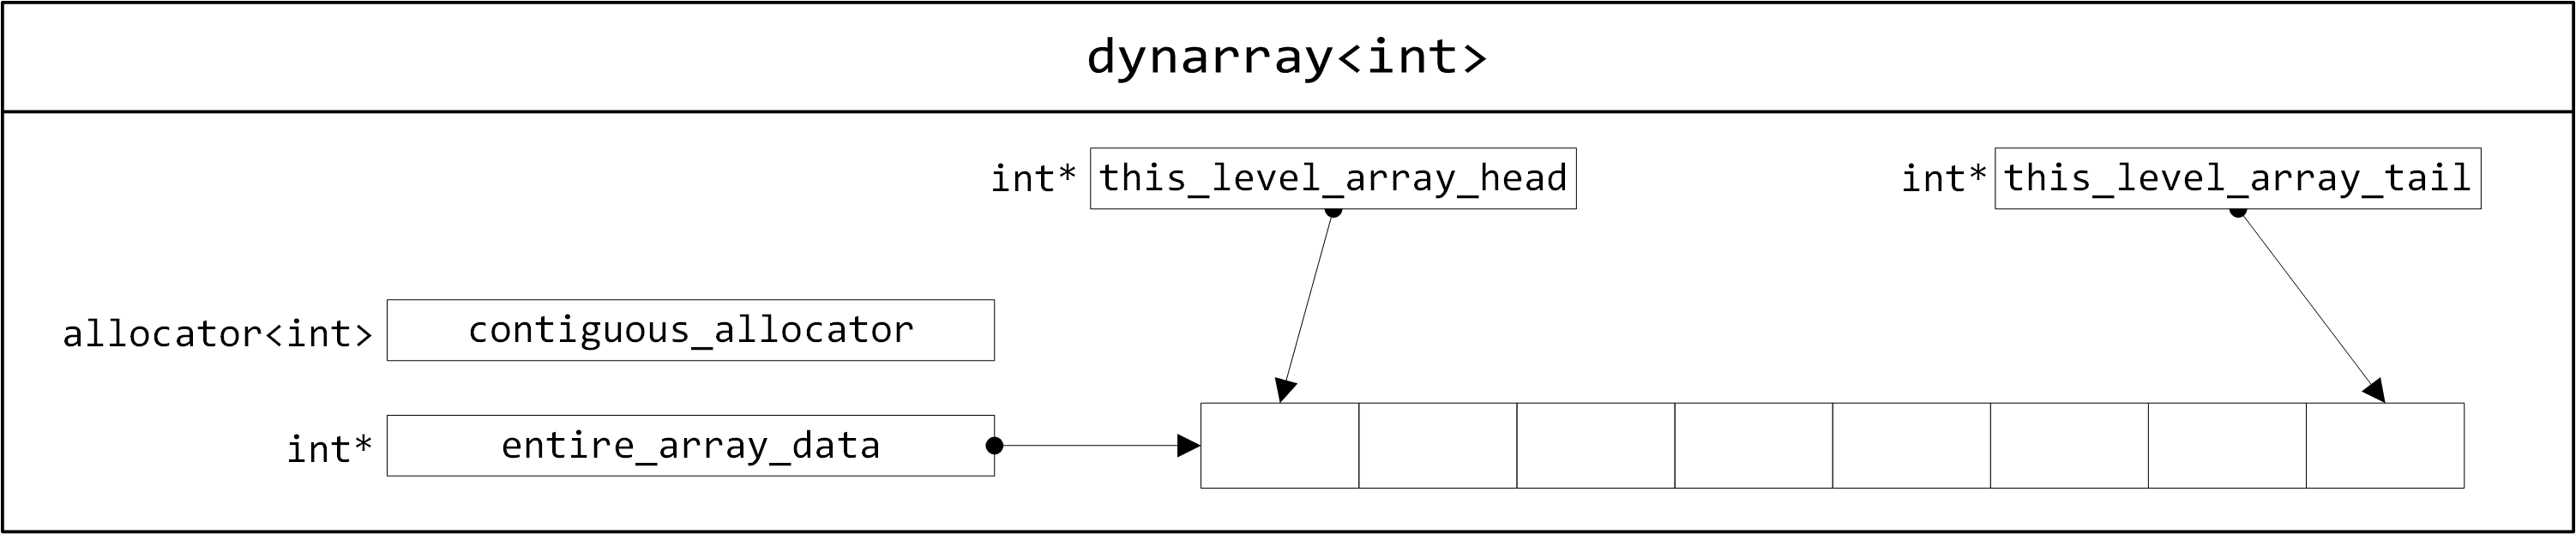 dynarray<int>
int* this_level_array_head
int* this_level_array_tail
allocator<int> contiguous_allocator
int* entire_array_data